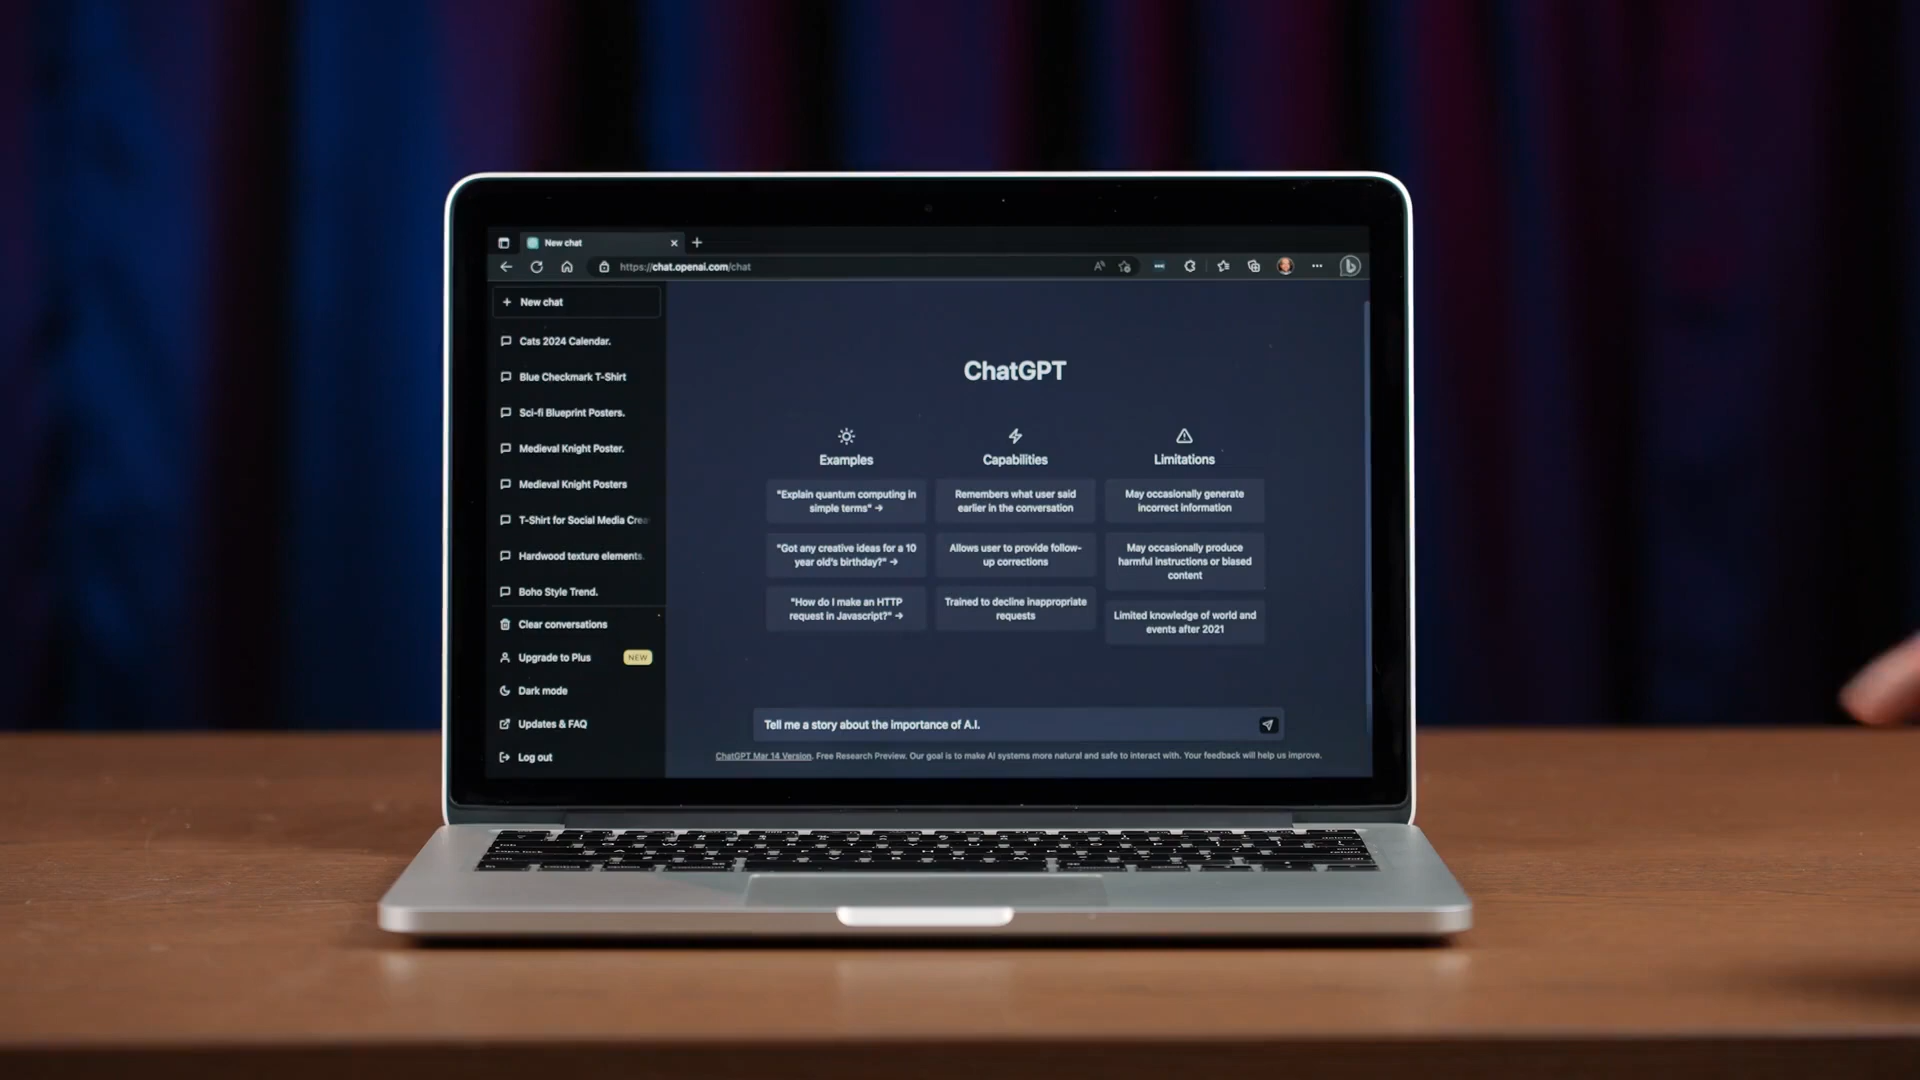 New chat
https://chat.openai.com/chat
New chat
Cats 2024 Calendar.
Blue Checkmark T-Shirt
Sci-fi Blueprint Posters.
Medieval Knight Poster.
Medieval Knight Posters
T-Shirt for Social Media Crea
Hardwood texture elements.
Boho Style Trend.
Clear conversations
Upgrade to Plus NEW
Dark mode
Updates & FAQ
Log out
ChatGPT
Examples
"Explain quantum computing in
simple terms" →
"Got any creative ideas for a 10
year old's birthday?" →
"How do I make an HTTP
request in Javascript?" →
Capabilities
Remembers what user said
earlier in the conversation
Allows user to provide follow-
up corrections
Trained to decline inappropriate
requests
Limitations
May occasionally generate
incorrect information
May occasionally produce
harmful instructions or biased
content
Limited knowledge of world and
events after 2021
Tell me a story about the importance of A.I.
ChatGPT Mar 14 Version. Free Research Preview. Our goal is to make AI systems more natural and safe to interact with. Your feedback will help us improve.